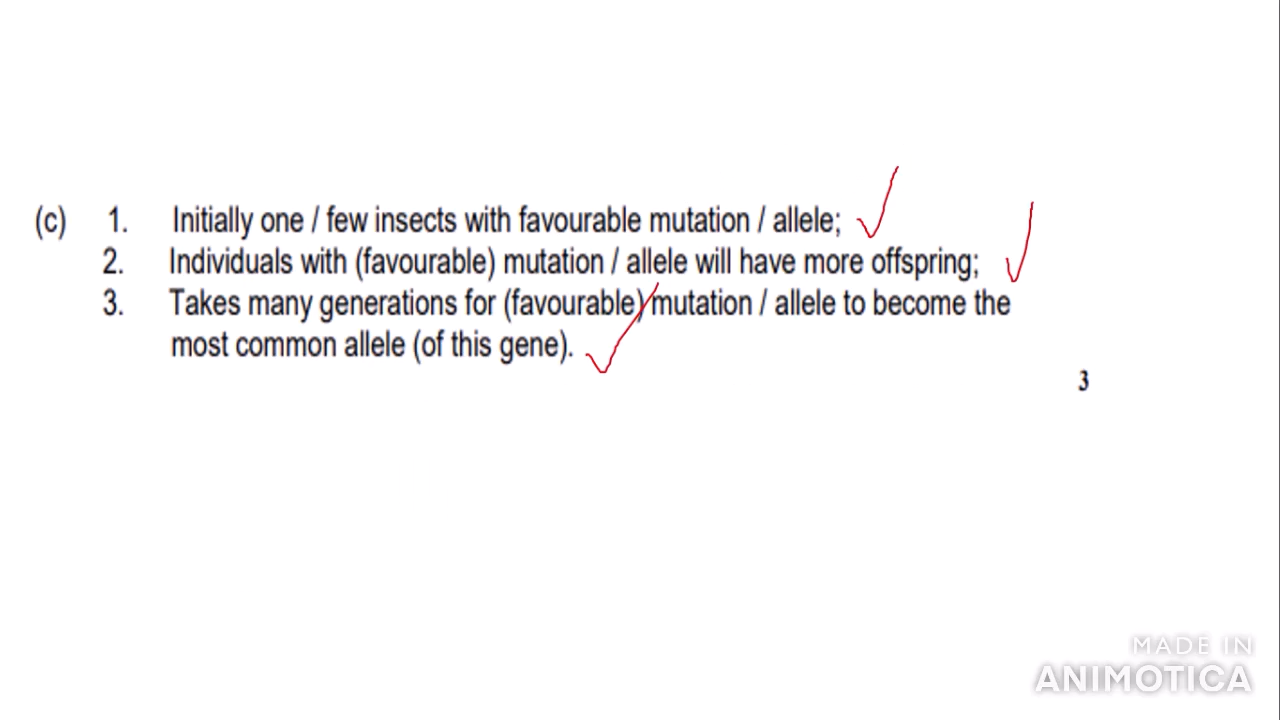 (c) 1. Initially one / few insects with favourable mutation / allele;
2. Individuals with (favourable) mutation / allele will have more offspring;
3. Takes many generations for (favourable) mutation / allele to become the
most common allele (of this gene).
3
MADE IN
ANIMOTICA